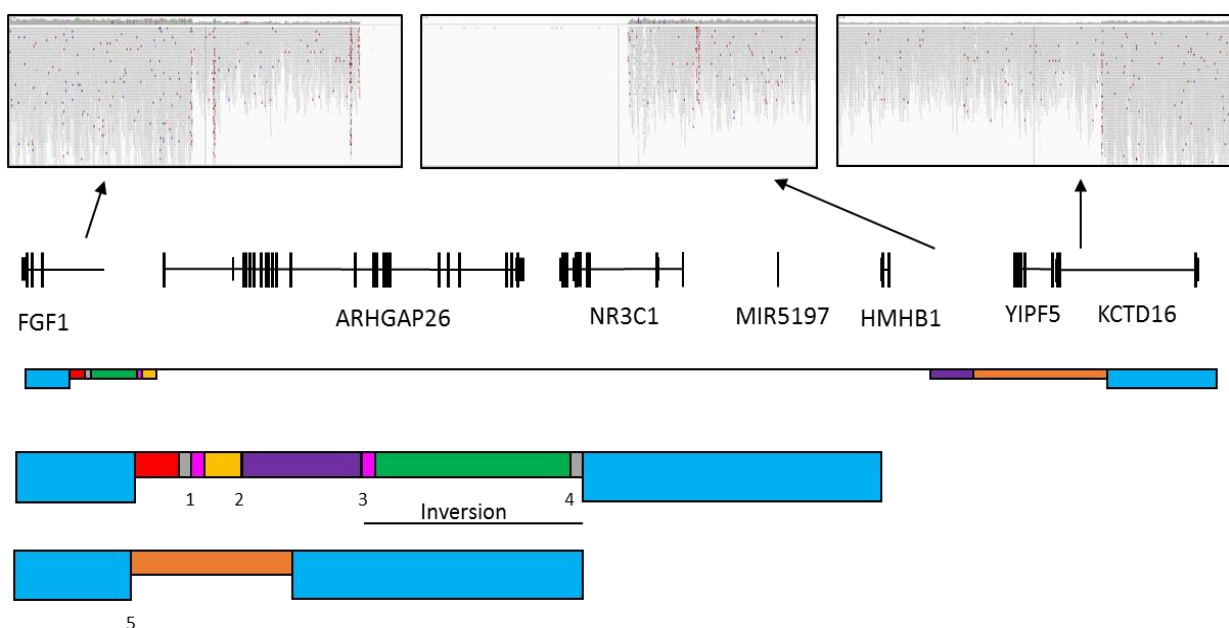 FGF1
ARHGAP26
NR3C1
MIR5197
HMHB1
YIPF5
KCTD16
1
2
3
4
Inversion
5